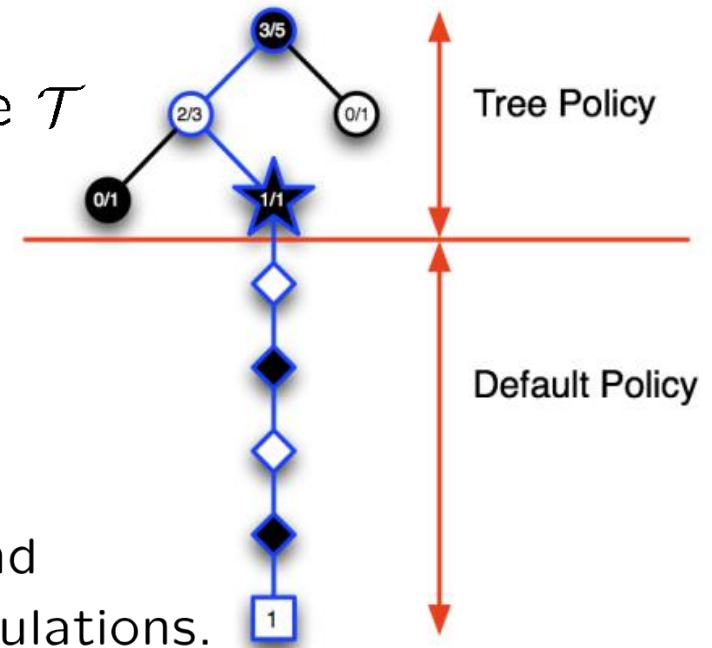 3/5
e 𝒯
2/3
0/1
Tree Policy
0/1
1/1
Default Policy
nd
ulations.
1